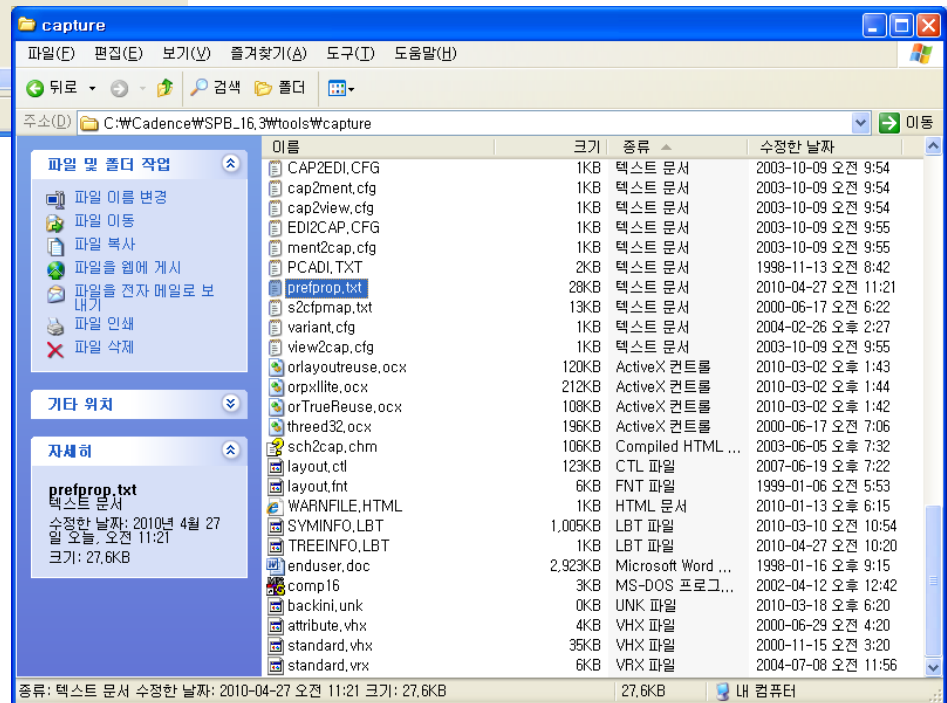 capture
파일(F) 편집(E) 보기(V) 즐겨찾기(A) 도구(T) 도움말(H)
뒤로 검색 폴더
주소(D) C:₩Cadence₩SPB_16.3₩tools₩capture 이동
파일 및 폴더 작업
파일 이름 변경
파일 이동
파일 복사
파일을 웹에 게시
파일을 전자 메일로 보
내기
파일 인쇄
파일 삭제
기타 위치
자세히
prefprop.txt
텍스트 문서
수정한 날짜: 2010년 4월 27
일 오늘, 오전 11:21
크기: 27.6KB
이름 크기 종류 수정한 날짜
CAP2EDI.CFG 1KB 텍스트 문서 2003-10-09 오전 9:54
cap2ment.cfg 1KB 텍스트 문서 2003-10-09 오전 9:54
cap2view.cfg 1KB 텍스트 문서 2003-10-09 오전 9:54
EDI2CAP.CFG 1KB 텍스트 문서 2003-10-09 오전 9:55
ment2cap.cfg 1KB 텍스트 문서 2003-10-09 오전 9:55
PCADI.TXT 2KB 텍스트 문서 1998-11-13 오전 8:42
prefprop.txt 28KB 텍스트 문서 2010-04-27 오전 11:21
s2cfpmap.txt 13KB 텍스트 문서 2000-06-17 오전 6:22
variant.cfg 1KB 텍스트 문서 2004-02-26 오후 2:27
view2cap.cfg 1KB 텍스트 문서 2003-10-09 오전 9:55
orlayoutreuse.ocx 120KB ActiveX 컨트롤 2010-03-02 오후 1:43
orpxllite.ocx 212KB ActiveX 컨트롤 2010-03-02 오후 1:44
orTrueReuse.ocx 108KB ActiveX 컨트롤 2010-03-02 오후 1:42
threed32.ocx 196KB ActiveX 컨트롤 2000-06-17 오전 7:06
sch2cap.chm 106KB Compiled HTML ... 2003-06-05 오후 7:32
layout.ctl 123KB CTL 파일 2007-06-19 오후 7:22
layout.fnt 6KB FNT 파일 1999-01-06 오전 5:53
WARNFILE.HTML 1KB HTML 문서 2010-01-13 오후 6:15
SYMINFO.LBT 1,005KB LBT 파일 2010-03-10 오전 10:54
TREEINFO.LBT 1KB LBT 파일 2010-04-27 오전 10:20
enduser.doc 2,923KB Microsoft Word ... 1998-01-16 오후 9:15
comp16 3KB MS-DOS 프로그... 2002-04-12 오후 12:42
backini.unk 0KB UNK 파일 2010-03-18 오후 6:20
attribute.vhx 4KB VHX 파일 2000-06-29 오전 4:20
standard.vhx 35KB VHX 파일 2000-11-15 오전 3:20
standard.vrx 6KB VRX 파일 2004-07-08 오전 11:56
종류: 텍스트 문서 수정한 날짜: 2010-04-27 오전 11:21 크기: 27.6KB 27.6KB 내 컴퓨터